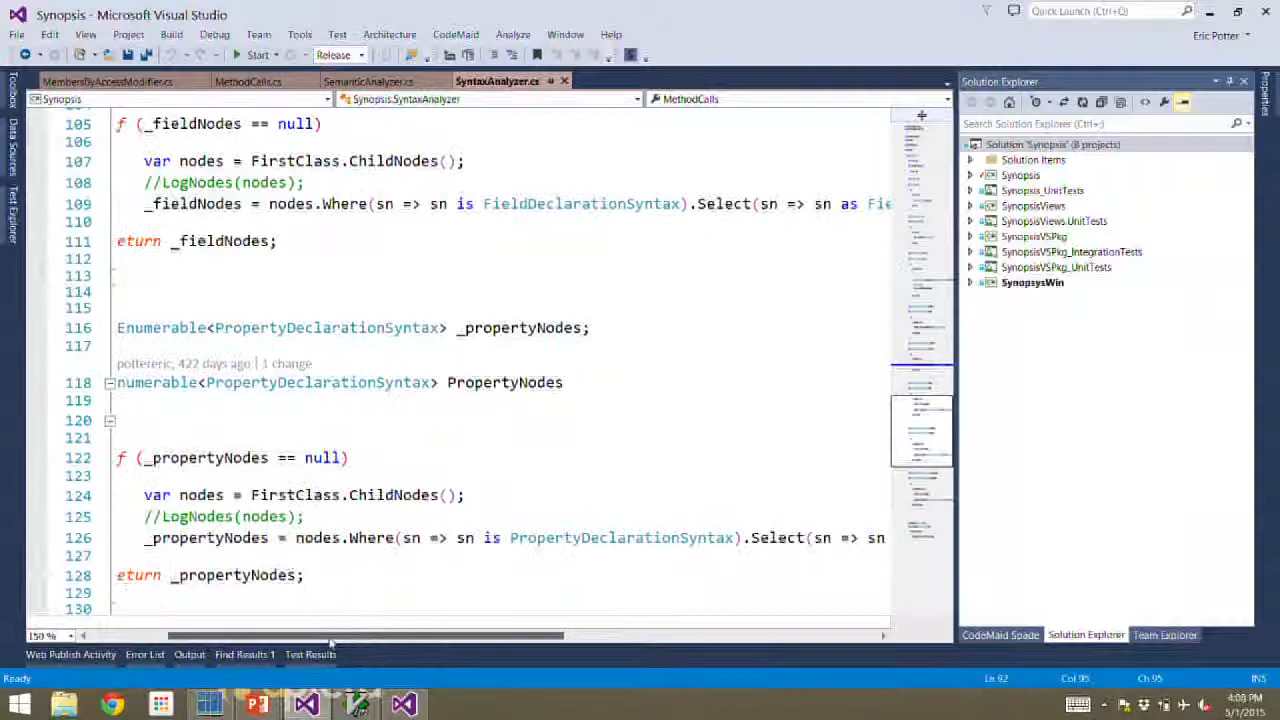 Synopsis - Microsoft Visual Studio
Quick Launch (Ctrl+Q)
File Edit View Project Build Debug Team Tools Test Architecture CodeMaid Analyze Window Help
Eric Potter
Start Release
MembersByAccessModifier.cs MethodCalls.cs SemanticAnalyzer.cs SyntaxAnalyzer.cs
Synopsis Synopsis.SyntaxAnalyzer MethodCalls
Toolbox Data Sources Test Explorer
105 f (_fieldNodes == null)
106
107 var nodes = FirstClass.ChildNodes();
108 //LogNodes(nodes);
109 _fieldNodes = nodes.Where(sn => sn is FieldDeclarationSyntax).Select(sn => sn as Fie
110
111 eturn _fieldNodes;
112
113
114
115
116 Enumerable<PropertyDeclarationSyntax> _propertyNodes;
117
1 change
118 numerable<PropertyDeclarationSyntax> PropertyNodes
119
120
121
122 f (_propertyNodes == null)
123
124 var nodes = FirstClass.ChildNodes();
125 //LogNodes(nodes);
126 _propertyNodes = nodes.Where(sn => sn is PropertyDeclarationSyntax).Select(sn => sn
127
128 eturn _propertyNodes;
129
130
150 %
Web Publish Activity Error List Output Find Results 1 Test Results
Solution Explorer
Search Solution Explorer (Ctrl+;)
Solution 'Synopsis' (8 projects)
Solution Items
Synopsis
Synopsis_UnitTests
SynopsisViews
SynopsisViews.UnitTests
SynopsisVSPkg
SynopsisVSPkg_IntegrationTests
SynopsisVSPkg_UnitTests
SynopsysWin
CodeMaid Spade Solution Explorer Team Explorer
Properties
Ready Ln 92 Col 95 Ch 95 INS
4:08 PM
5/1/2015